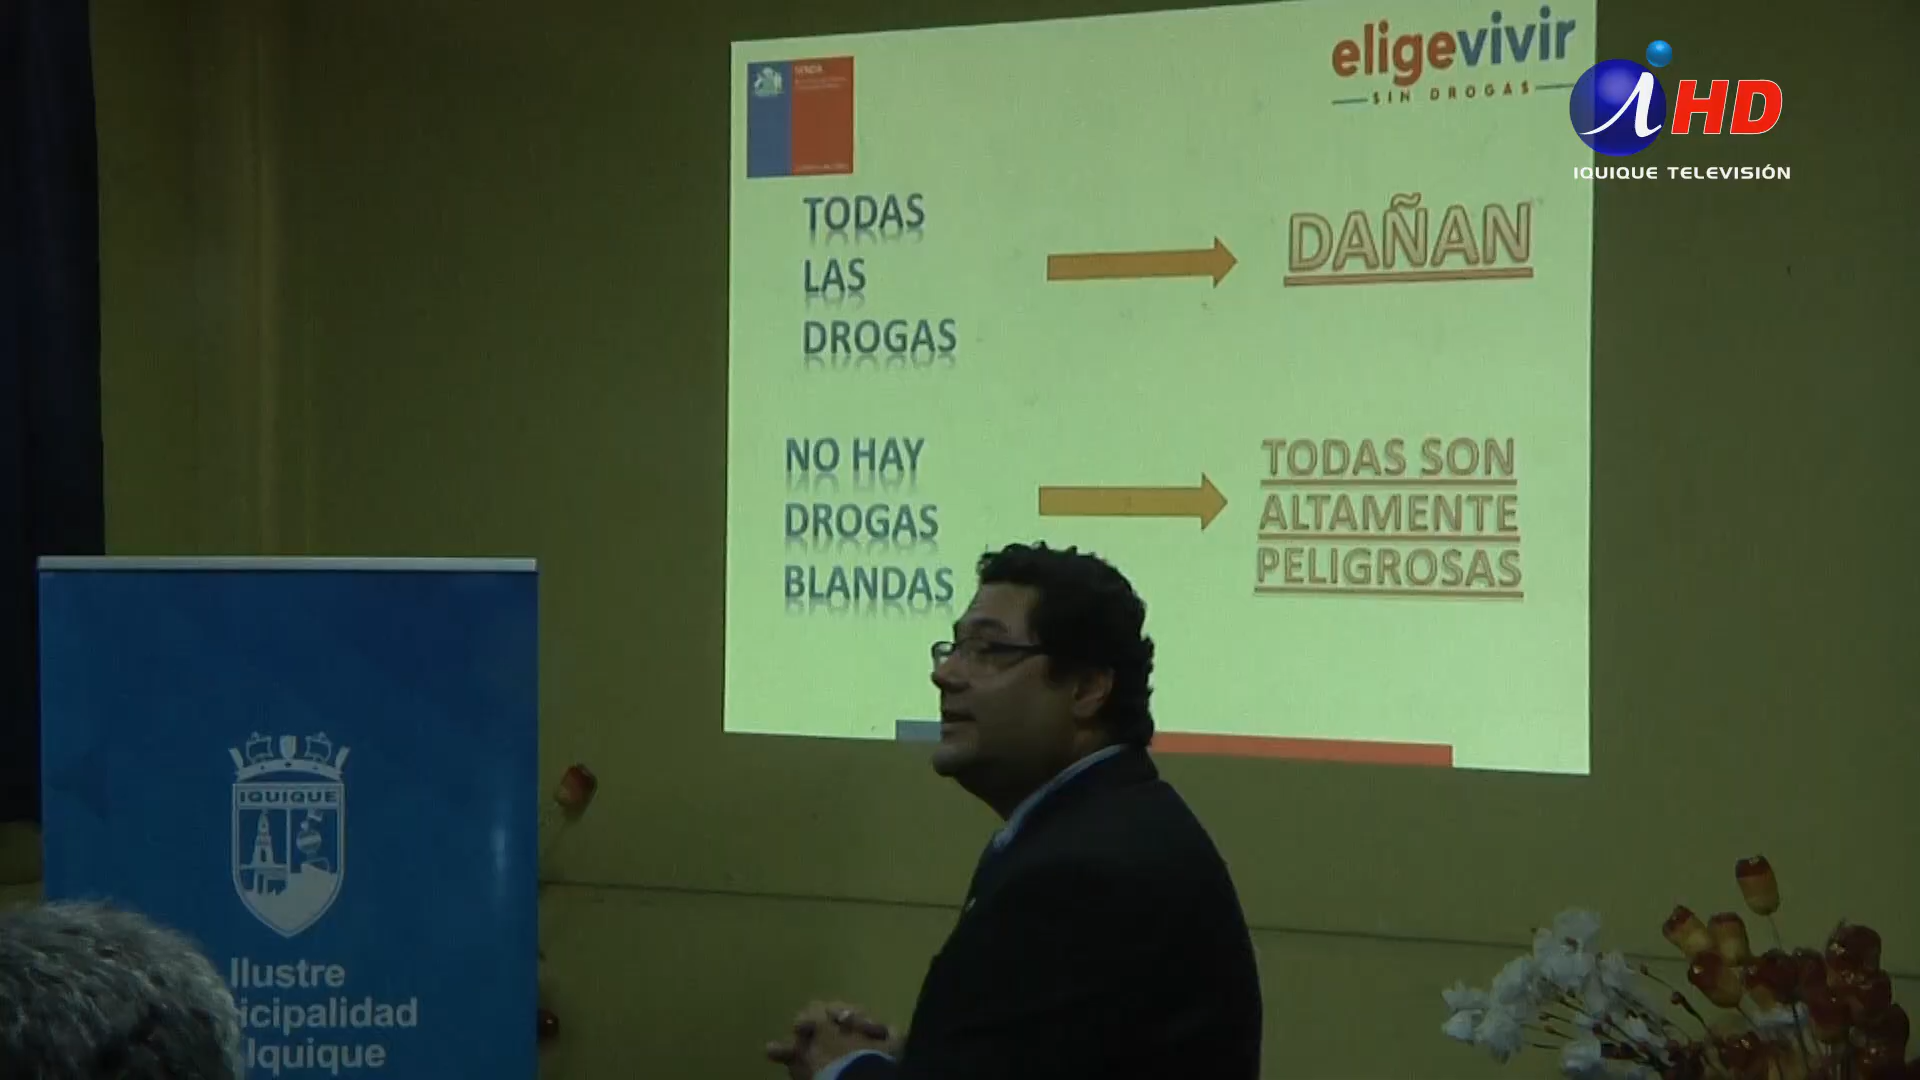 eligevivir
SIN DROGAS
HD
IQUIQUE TELEVISIÓN
SENDA
TODAS
LAS
DROGAS
DAÑAN
NO HAY
DROGAS
BLANDAS
TODAS SON
ALTAMENTE
PELIGROSAS
IQUIQUE
Ilustre
icipalidad
Iquique